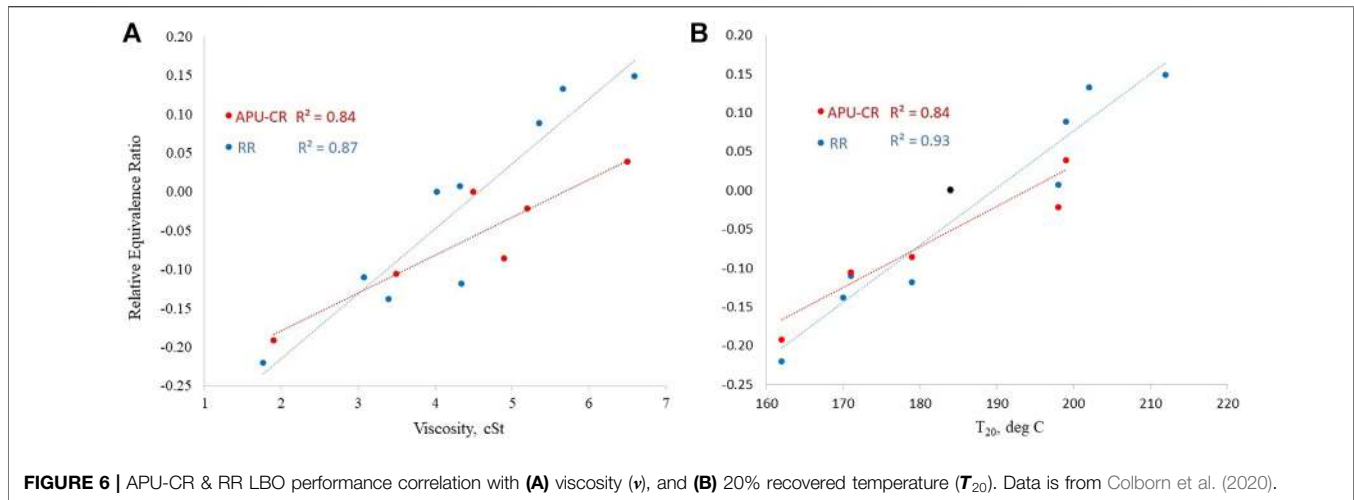 A
0.20
0.15
0.10
0.05
0.00
-0.05
-0.10
-0.15
-0.20
-0.25
Relative Equivalence Ratio
APU-CR R² = 0.84
RR R² = 0.87
1 2 3 4 5 6 7
Viscosity, cSt
B
0.20
0.15
0.10
0.05
0.00
-0.05
-0.10
-0.15
-0.20
-0.25
APU-CR R² = 0.84
RR R² = 0.93
160 170 180 190 200 210 220
T₂₀, deg C
FIGURE 6 | APU-CR & RR LBO performance correlation with (A) viscosity (ν), and (B) 20% recovered temperature (T₂₀). Data is from Colborn et al. (2020).